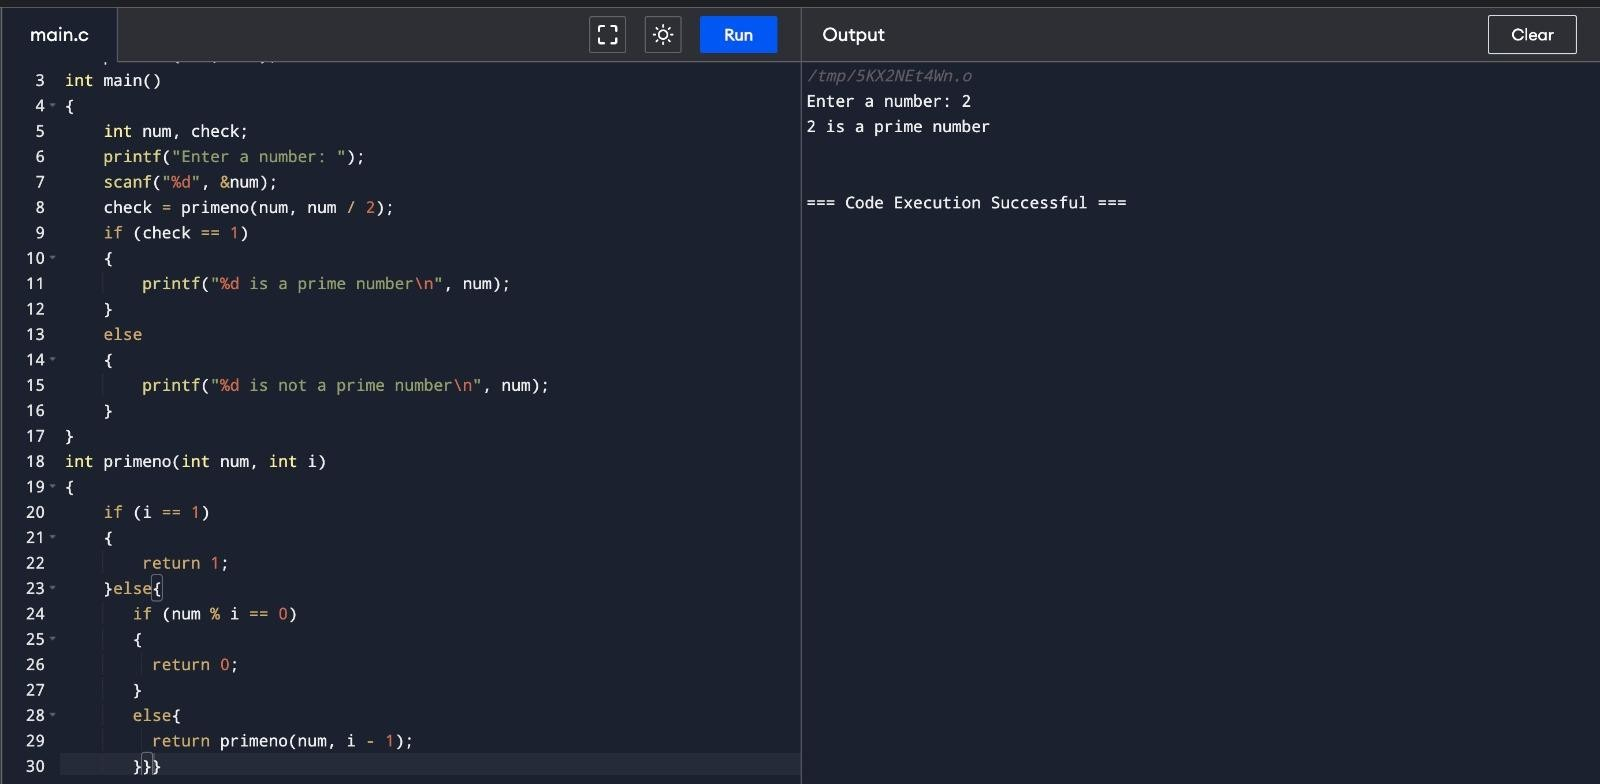 main.c
Run
3 int main()
4 {
5 int num, check;
6 printf("Enter a number: ");
7 scanf("%d", &num);
8 check = primeno(num, num / 2);
9 if (check == 1)
10 {
11 printf("%d is a prime number\n", num);
12 }
13 else
14 {
15 printf("%d is not a prime number\n", num);
16 }
17 }
18 int primeno(int num, int i)
19 {
20 if (i == 1)
21 {
22 return 1;
23 }else{
24 if (num % i == 0)
25 {
26 return 0;
27 }
28 else{
29 return primeno(num, i - 1);
30 }}}
Output
Clear
/tmp/5KX2NEt4Wn.o
Enter a number: 2
2 is a prime number
=== Code Execution Successful ===